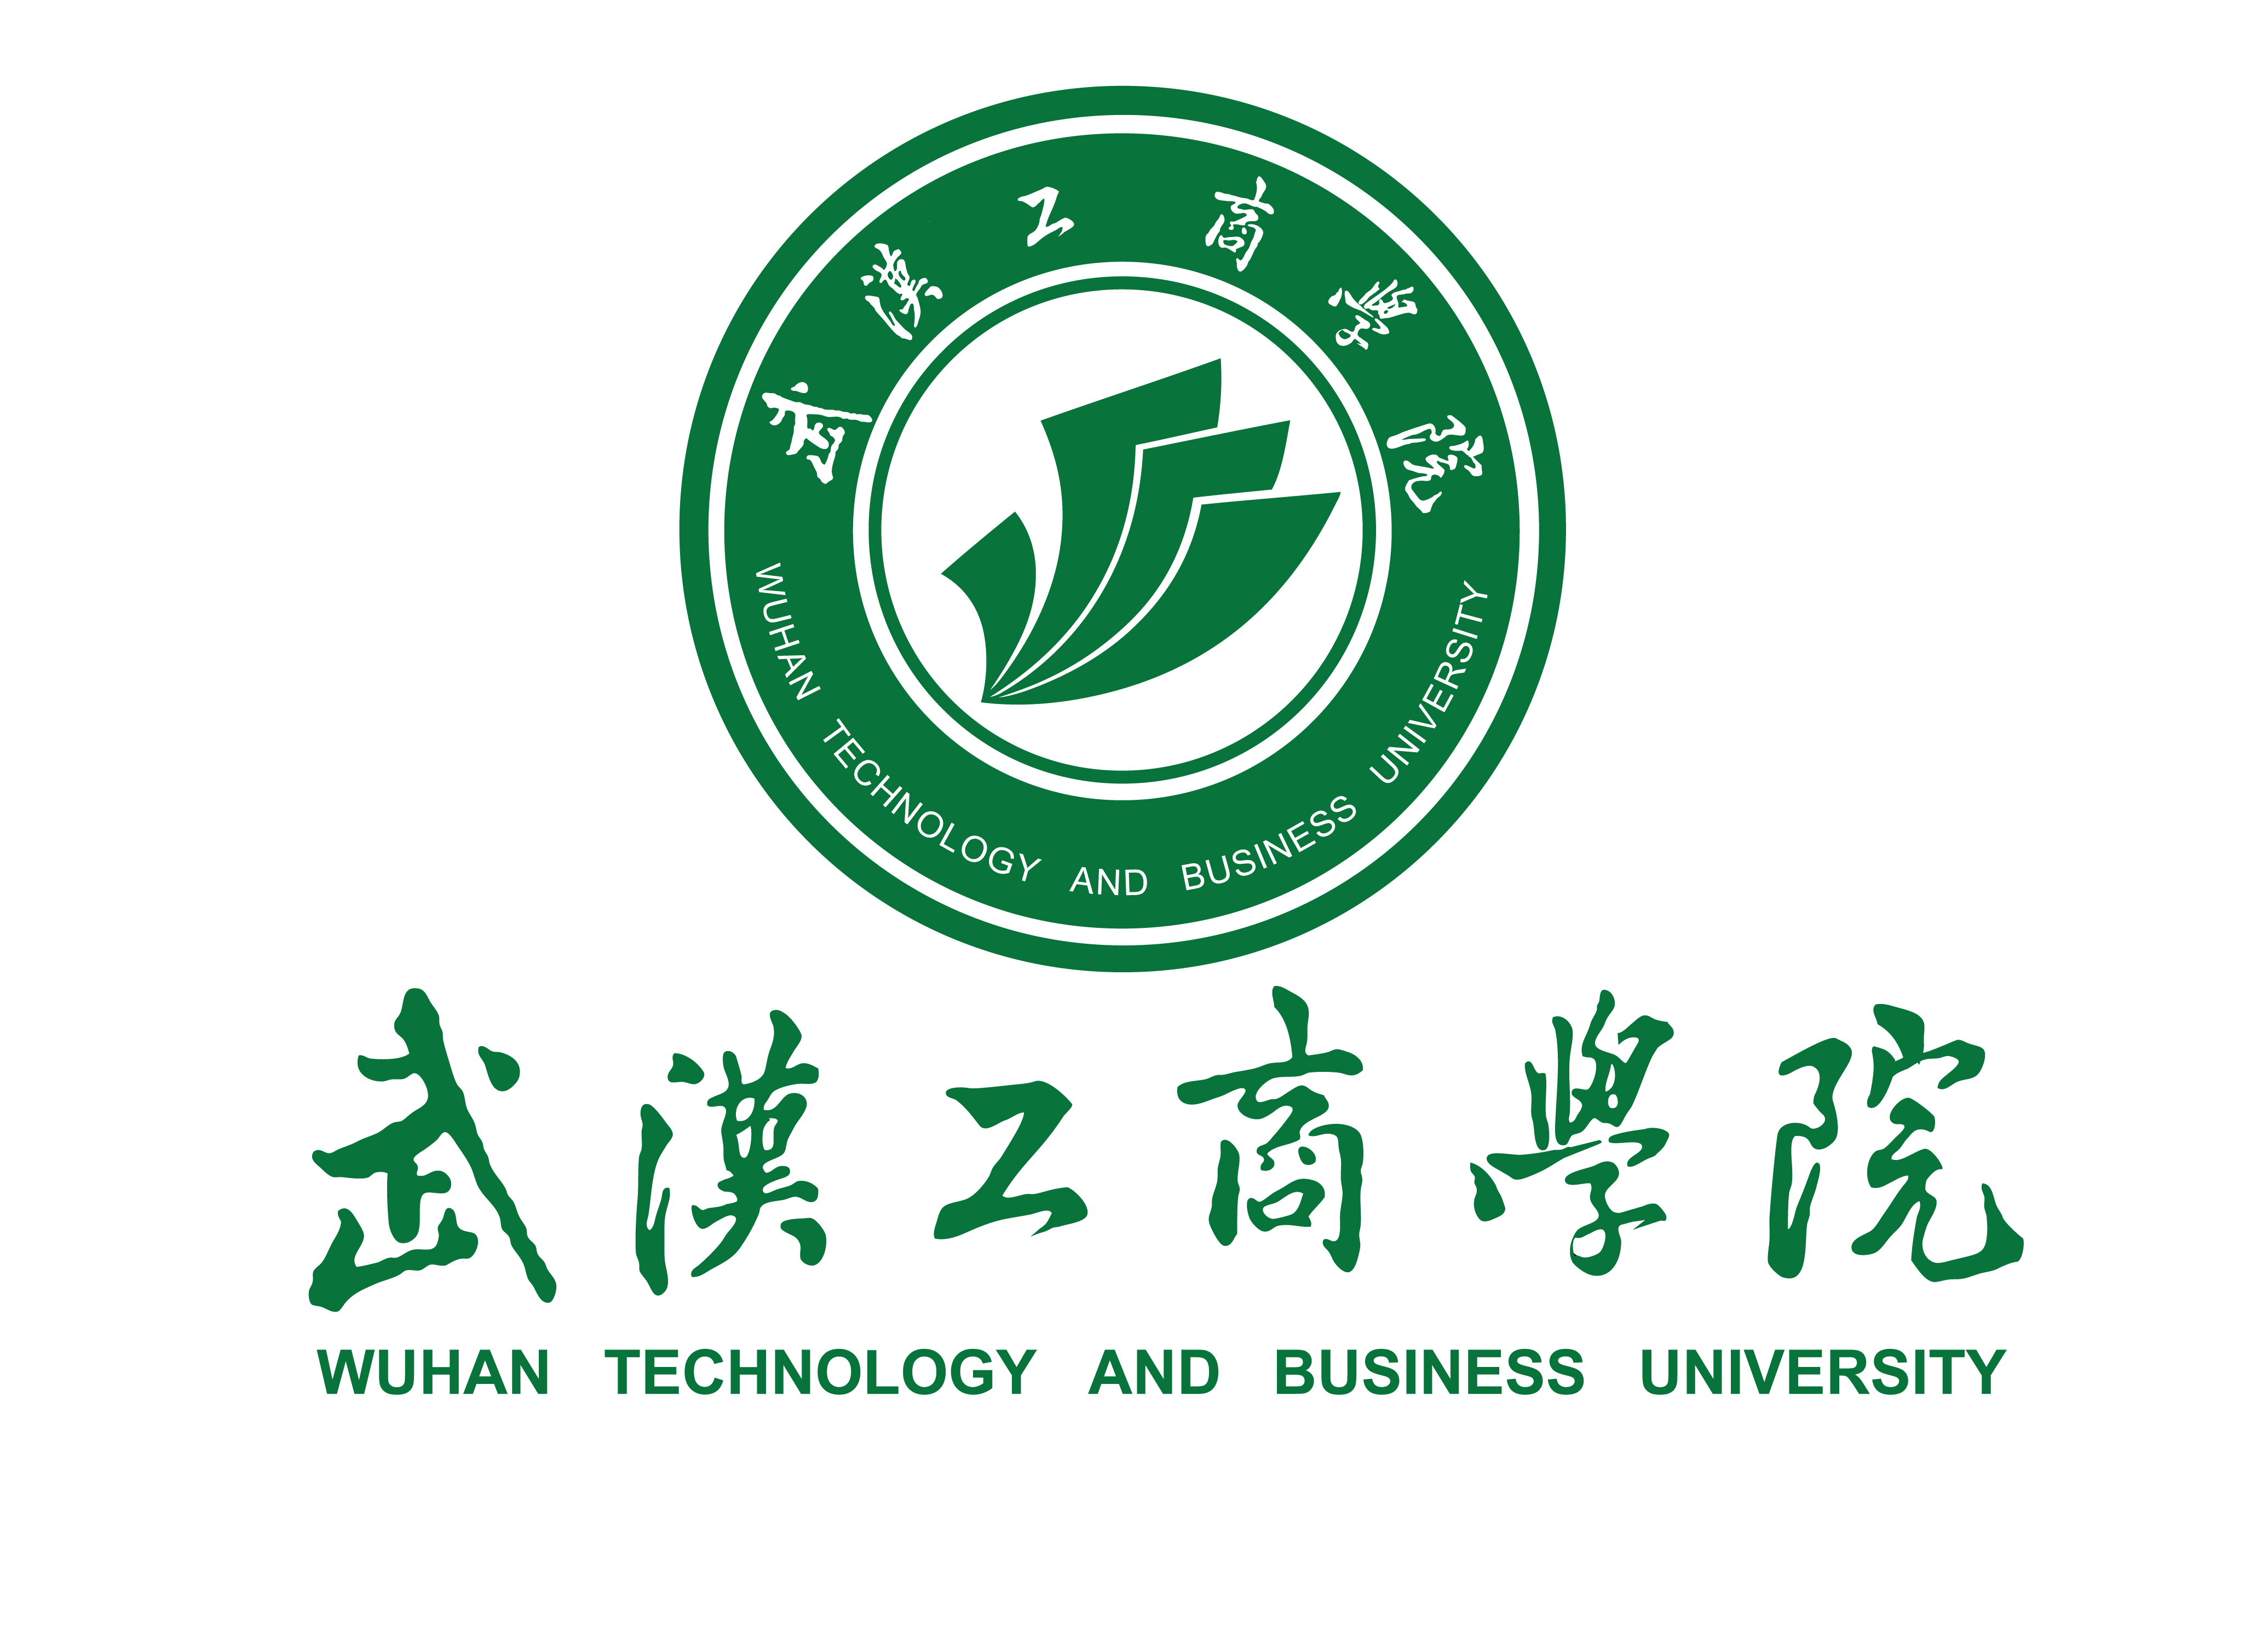 武漢工商學院
WUHAN TECHNOLOGY AND BUSINESS UNIVERSITY
武漢工商學院
WUHAN TECHNOLOGY AND BUSINESS UNIVERSITY